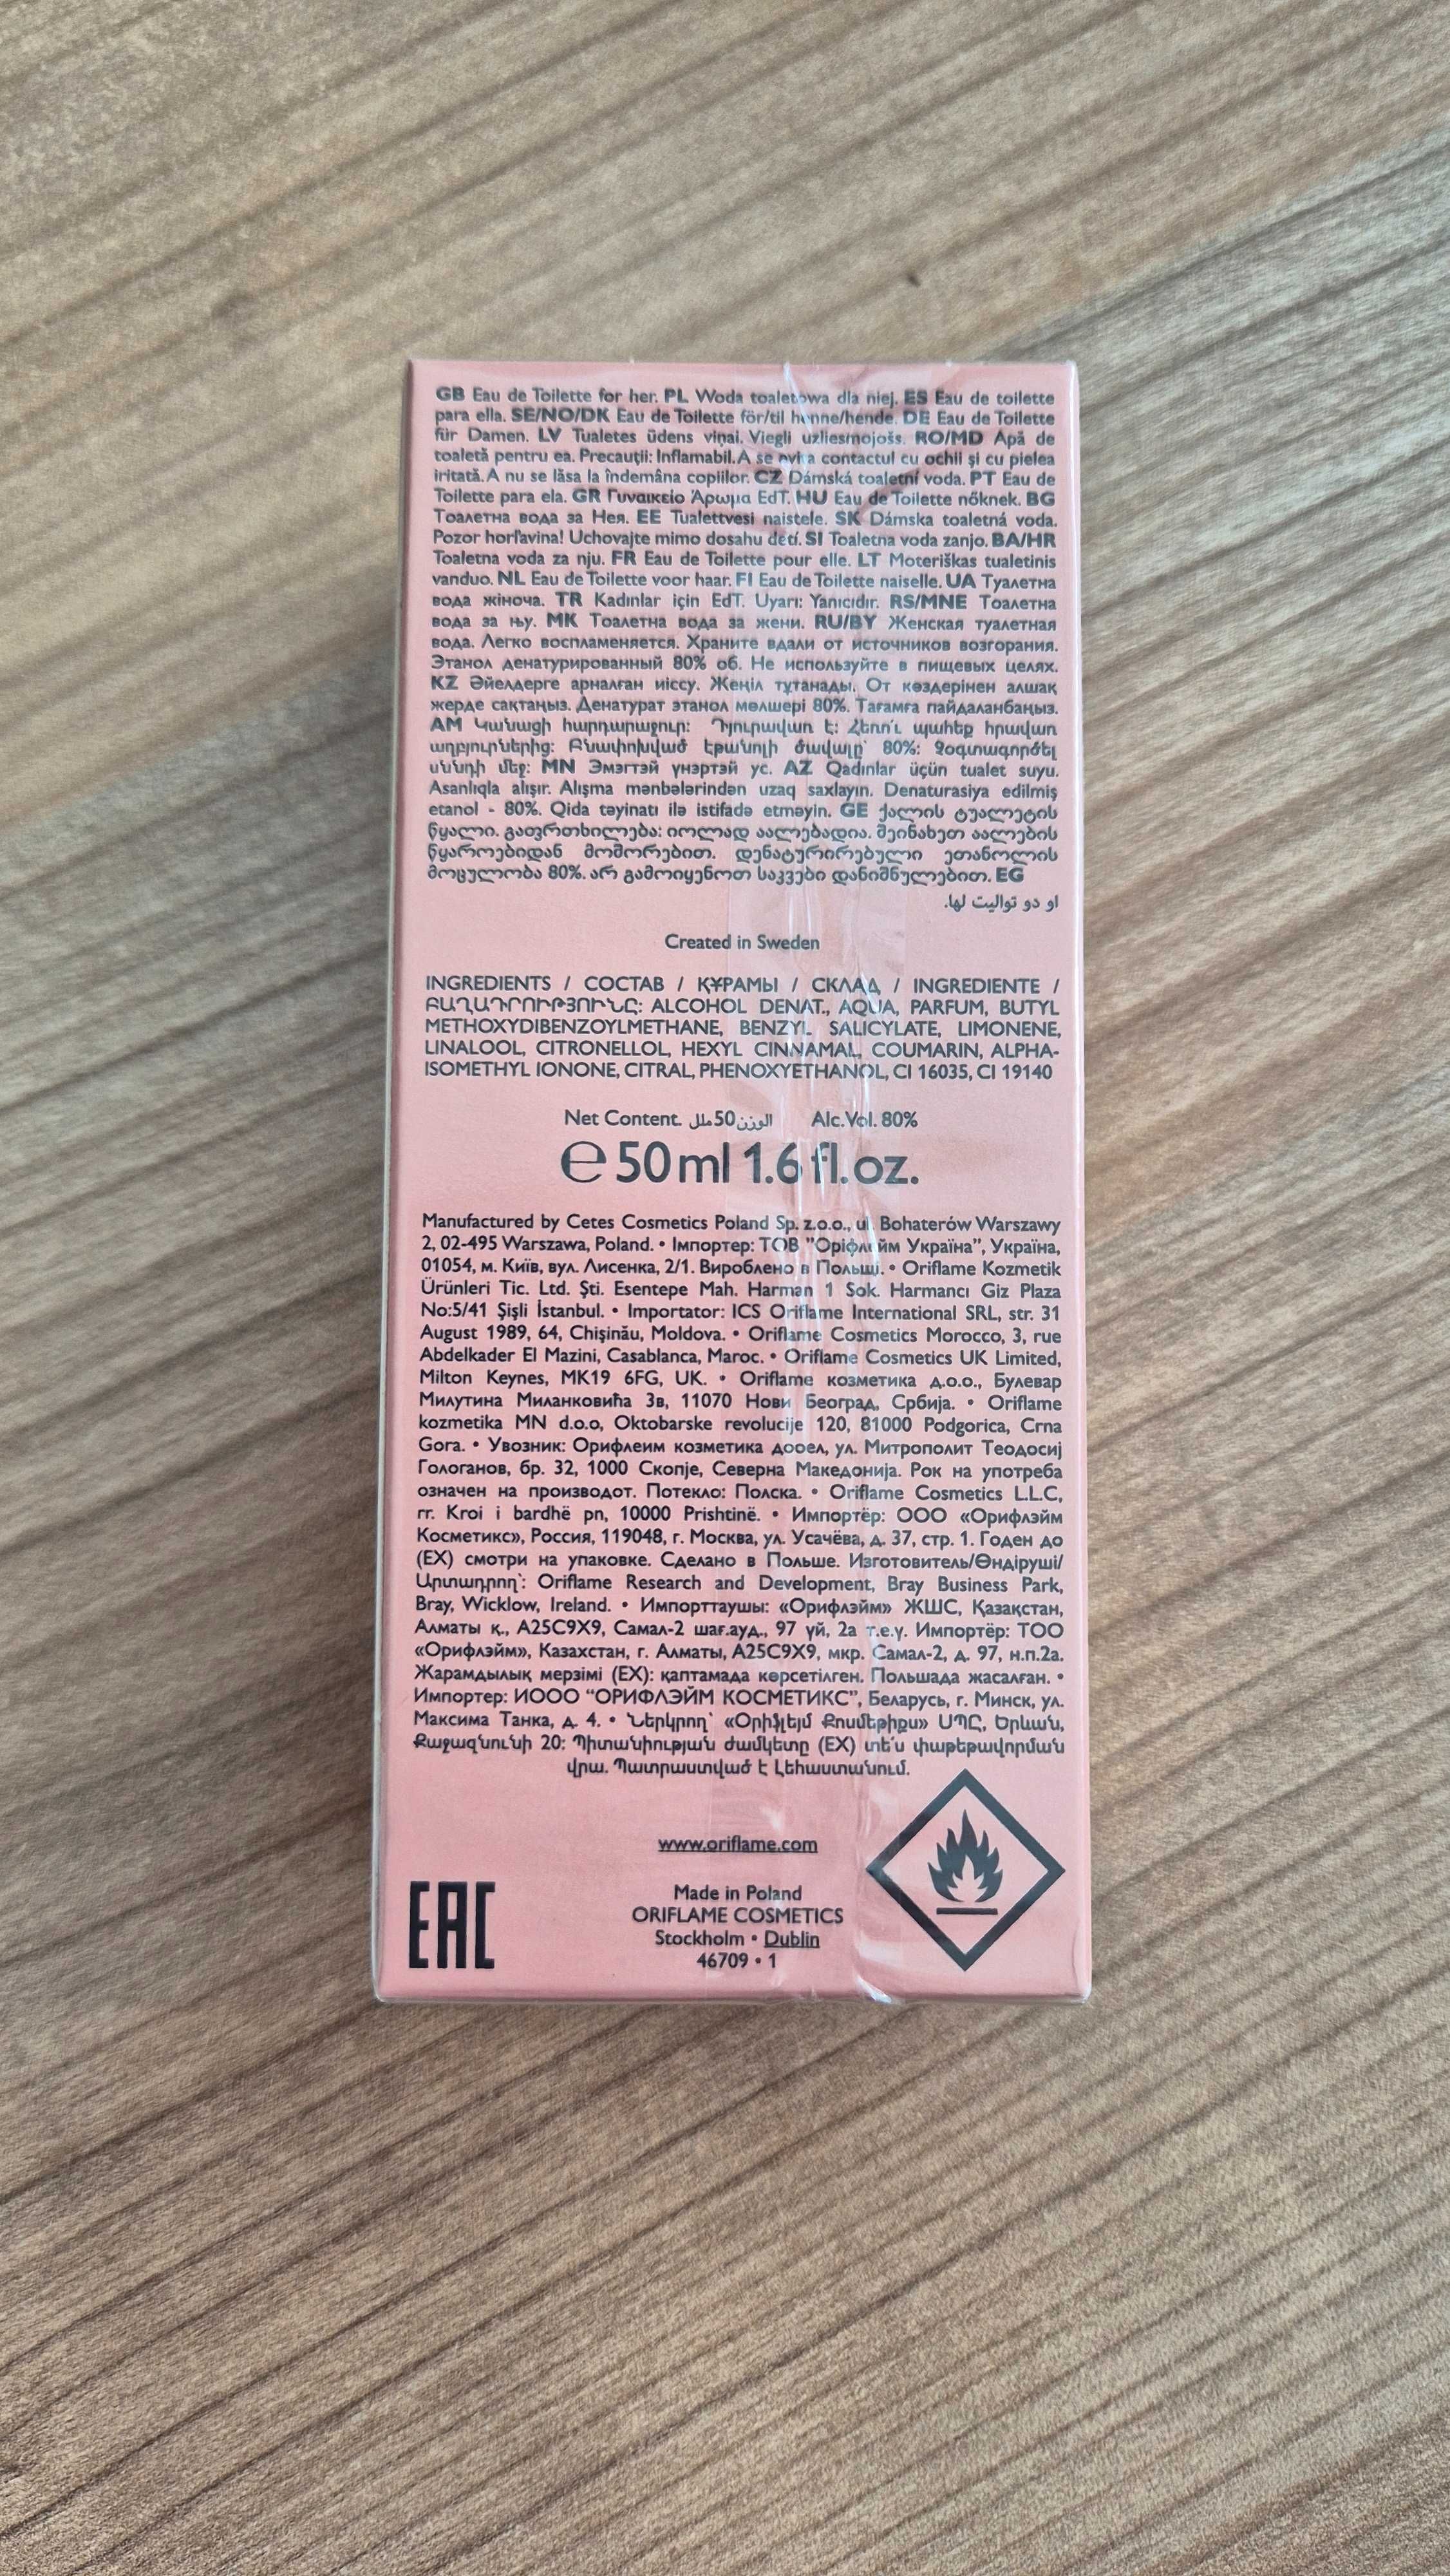 GB Eau de Toilette for her. PL Woda toaletowa dla niej. ES Eau de toilette
para ella. SE/NO/DK Eau de Toilette för/til henne/hende. DE Eau de Toilette
für Damen. LV Tualetes ūdens viņai. Viegli uzliesmojošs. RO/MD Apă de
toaletă pentru ea. Precauţii: Inflamabil. A se evita contactul cu ochii şi cu pielea
iritată. A nu se lăsa la îndemâna copiilor. CZ Dámská toaletní voda. PT Eau de
Toilette para ela. GR Γυναικείο Άρωμα EdT. HU Eau de Toilette nőknek. BG
Тоалетна вода за Нея. EE Tualettvesi naistele. SK Dámska toaletná voda.
Pozor horľavina! Uchovajte mimo dosahu detí. SI Toaletna voda zanjo. BA/HR
Toaletna voda za nju. FR Eau de Toilette pour elle. LT Moteriškas tualetinis
vanduo. NL Eau de Toilette voor haar. FI Eau de Toilette naiselle. UA Туалетна
вода жіноча. TR Kadınlar için EdT. Uyarı: Yanıcıdır. RS/MNE Тоалетна
вода за њу. MK Тоалетна вода за жени. RU/BY Женская туалетная
вода. Легко воспламеняется. Храните вдали от источников возгорания.
Этанол денатурированный 80% об. Не используйте в пищевых целях.
KZ Әйелдерге арналған иіссу. Жеңіл тұтанады. От көздерінен алшақ
жерде сақтаңыз. Денатурат этанол мөлшері 80%. Тағамға пайдаланбаңыз.
AM Կանացի հարդարաջուր: Դյուրավառ է: Հեռո՛ւ պահեք հրավառ
աղբյուրներից: Բնափոխված էթանոլի ծավալը՝ 80%: Չօգտագործել
սննդի մեջ: MN Эмэгтэй үнэртэй ус. AZ Qadınlar üçün tualet suyu.
Asanlıqla alışır. Alışma mənbələrindən uzaq saxlayın. Denaturasiya edilmiş
etanol - 80%. Qida təyinatı ilə istifadə etməyin. GE ქალის ტუალეტის
წყალი. გაფრთხილება: იოლად აალებადია. შეინახეთ აალების
წყაროებიდან მოშორებით. დენატურირებული ეთანოლის
მოცულობა 80%. არ გამოიყენოთ საკვები დანიშნულებით. EG
او دو تواليت لها.
Created in Sweden
INGREDIENTS / СОСТАВ / ҚҰРАМЫ / СКЛАД / INGREDIENTE /
ԲԱՂԱԴՐՈՒԹՅՈՒՆԸ: ALCOHOL DENAT., AQUA, PARFUM, BUTYL
METHOXYDIBENZOYLMETHANE, BENZYL SALICYLATE, LIMONENE,
LINALOOL, CITRONELLOL, HEXYL CINNAMAL, COUMARIN, ALPHA-
ISOMETHYL IONONE, CITRAL, PHENOXYETHANOL, CI 16035, CI 19140
Net Content. الوزن 50 ملل Alc.Vol. 80%
℮ 50 ml 1.6 fl.oz.
Manufactured by Cetes Cosmetics Poland Sp. z.o.o., ul. Bohaterów Warszawy
2, 02-495 Warszawa, Poland. • Імпортер: ТОВ "Оріфлейм Україна", Україна,
01054, м. Київ, вул. Лисенка, 2/1. Вироблено в Польщі. • Oriflame Kozmetik
Ürünleri Tic. Ltd. Şti. Esentepe Mah. Harman 1 Sok. Harmancı Giz Plaza
No:5/41 Şişli İstanbul. • Importator: ICS Oriflame International SRL, str. 31
August 1989, 64, Chişinău, Moldova. • Oriflame Cosmetics Morocco, 3, rue
Abdelkader El Mazini, Casablanca, Maroc. • Oriflame Cosmetics UK Limited,
Milton Keynes, MK19 6FG, UK. • Oriflame козметика д.о.о., Булевар
Милутина Миланковића 3в, 11070 Нови Београд, Србија. • Oriflame
kozmetika MN d.o.o, Oktobarske revolucije 120, 81000 Podgorica, Crna
Gora. • Увозник: Орифлеим козметика дооел, ул. Митрополит Теодосиј
Гологанов, бр. 32, 1000 Скопје, Северна Македонија. Рок на употреба
означен на производот. Потекло: Полска. • Oriflame Cosmetics L.L.C,
rr. Kroi i bardhë pn, 10000 Prishtinë. • Импортёр: ООО «Орифлэйм
Косметикс», Россия, 119048, г. Москва, ул. Усачёва, д. 37, стр. 1. Годен до
(EX) смотри на упаковке. Сделано в Польше. Изготовитель/Өндіруші/
Արտադրող՝: Oriflame Research and Development, Bray Business Park,
Bray, Wicklow, Ireland. • Импорттаушы: «Орифлэйм» ЖШС, Қазақстан,
Алматы қ., A25C9X9, Самал-2 шағ.ауд., 97 үй, 2а т.е.ү. Импортёр: ТОО
«Орифлэйм», Казахстан, г. Алматы, A25C9X9, мкр. Самал-2, д. 97, н.п.2а.
Жарамдылық мерзімі (EX): қаптамада көрсетілген. Польшада жасалған. •
Импортер: ИООО “ОРИФЛЭЙМ КОСМЕТИКС”, Беларусь, г. Минск, ул.
Максима Танка, д. 4. • Ներկրող՝ «Օրիֆլեյմ Քոսմեթիքս» ՍՊԸ, Երևան,
Քաջազնունի 20: Պիտանիության ժամկետը (EX) տե՛ս փաթեթավորման
վրա. Պատրաստված է Լեհաստանում.
www.oriflame.com
Made in Poland
ORIFLAME COSMETICS
Stockholm • Dublin
46709 • 1
EAC